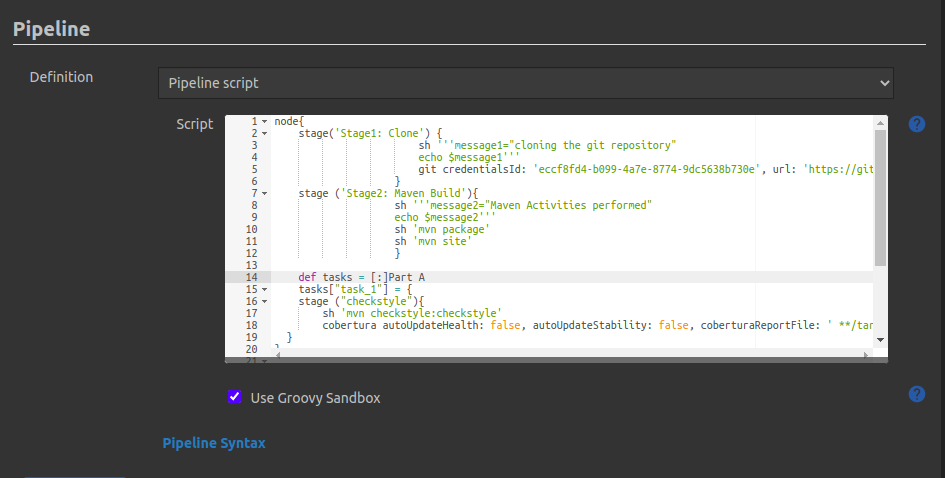 Pipeline
Definition
Pipeline script
Script
1 node{
2 stage('Stage1: Clone') {
3 sh '''message1="cloning the git repository"
4 echo $message1'''
5 git credentialsId: 'eccf8fd4-b099-4a7e-8774-9dc5638b730e', url: 'https://git
6 }
7 stage ('Stage2: Maven Build'){
8 sh '''message2="Maven Activities performed"
9 echo $message2'''
10 sh 'mvn package'
11 sh 'mvn site'
12 }
13
14 def tasks = [:]Part A
15 tasks["task_1"] = {
16 stage ("checkstyle"){
17 sh 'mvn checkstyle:checkstyle'
18 cobertura autoUpdateHealth: false, autoUpdateStability: false, coberturaReportFile: ' **/tar
19 }
20 }
21
Use Groovy Sandbox
Pipeline Syntax